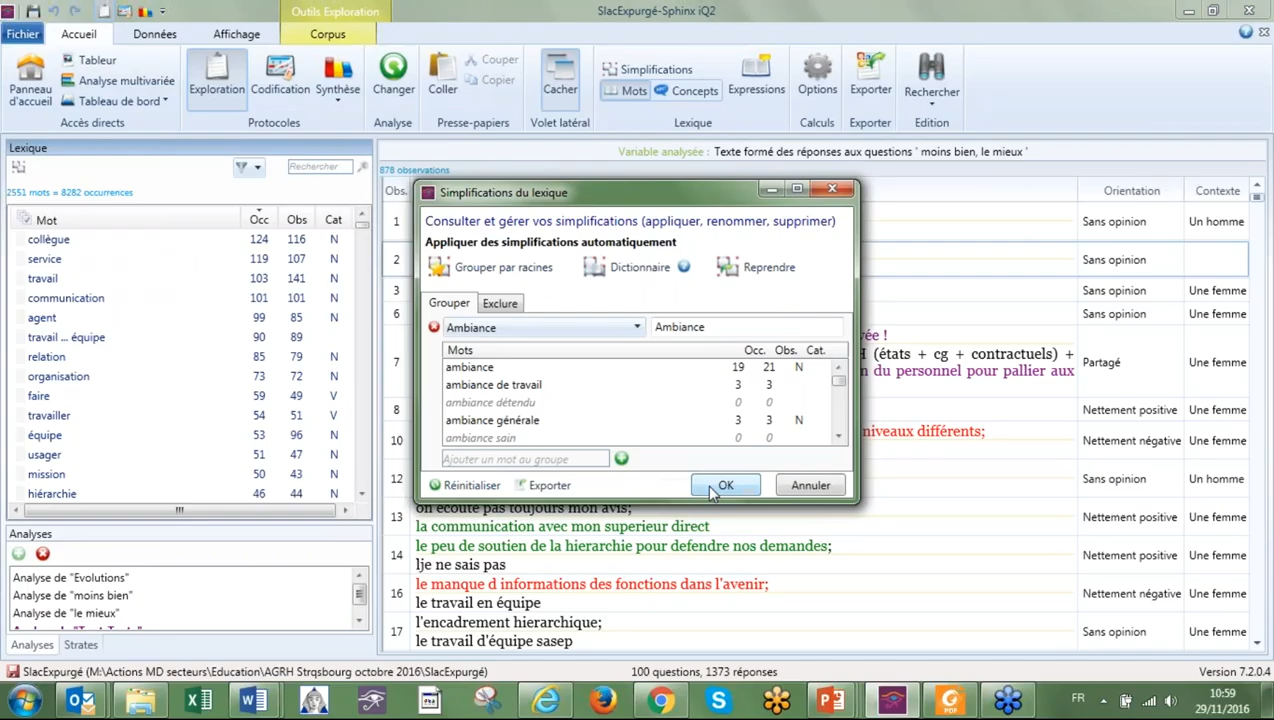 Outils Exploration
SlacExpurgé-Sphinx iQ2
Fichier
Accueil
Données
Affichage
Corpus
Panneau d'accueil
Tableur
Analyse multivariée
Tableau de bord
Accès directs
Exploration
Codification
Synthèse
Protocoles
Changer
Analyse
Coller
Couper
Copier
Presse-papiers
Cacher
Volet latéral
Simplifications
Mots
Concepts
Expressions
Lexique
Options
Calculs
Exporter
Exporter
Rechercher
Edition
Lexique
Rechercher
2551 mots = 8282 occurrences
Mot Occ Obs Cat
collègue 124 116 N
service 119 107 N
travail 103 141 N
communication 101 101 N
agent 99 85 N
travail ... équipe 90 89
relation 85 79 N
organisation 73 72 N
faire 59 49 V
travailler 54 51 V
équipe 53 96 N
usager 51 47 N
mission 50 43 N
hiérarchie 46 44 N
Analyses
Analyse de "Evolutions"
Analyse de "moins bien"
Analyse de "le mieux"
Analyses
Strates
Variable analysée : Texte formé des réponses aux questions ' moins bien, le mieux '
878 observations
Obs.
Orientation
Contexte
1 Sans opinion Un homme
2 Sans opinion
3 Sans opinion Une femme
6 Sans opinion Une femme
vée !
H (états + cg + contractuels) +
7 Partagé Une femme
on du personnel pour pallier aux
8 Nettement positive Une femme
niveaux différents;
10 Nettement négative Une femme
12 Sans opinion Un homme
on ecoute pas toujours mon avis;
13 Nettement positive Une femme
la communication avec mon superieur direct
le peu de soutien de la hierarchie pour defendre nos demandes;
14 Nettement positive Une femme
lje ne sais pas
le manque d informations des fonctions dans l'avenir;
16 Nettement négative Une femme
le travail en équipe
l'encadrement hierarchique;
17 Sans opinion Une femme
le travail d'équipe sasep
Simplifications du lexique
Consulter et gérer vos simplifications (appliquer, renommer, supprimer)
Appliquer des simplifications automatiquement
Grouper par racines
Dictionnaire
Reprendre
Grouper
Exclure
Ambiance
Ambiance
Mots Occ. Obs. Cat.
ambiance 19 21 N
ambiance de travail 3 3
ambiance détendu 0 0
ambiance générale 3 3 N
ambiance sain 0 0
Ajouter un mot au groupe
Réinitialiser
Exporter
OK
Annuler
SlacExpurgé (M:\Actions MD secteurs\Education\AGRH Strqsbourg octobre 2016\SlacExpurgé)
100 questions, 1373 réponses
Version 7.2.0.4
FR
10:59
29/11/2016